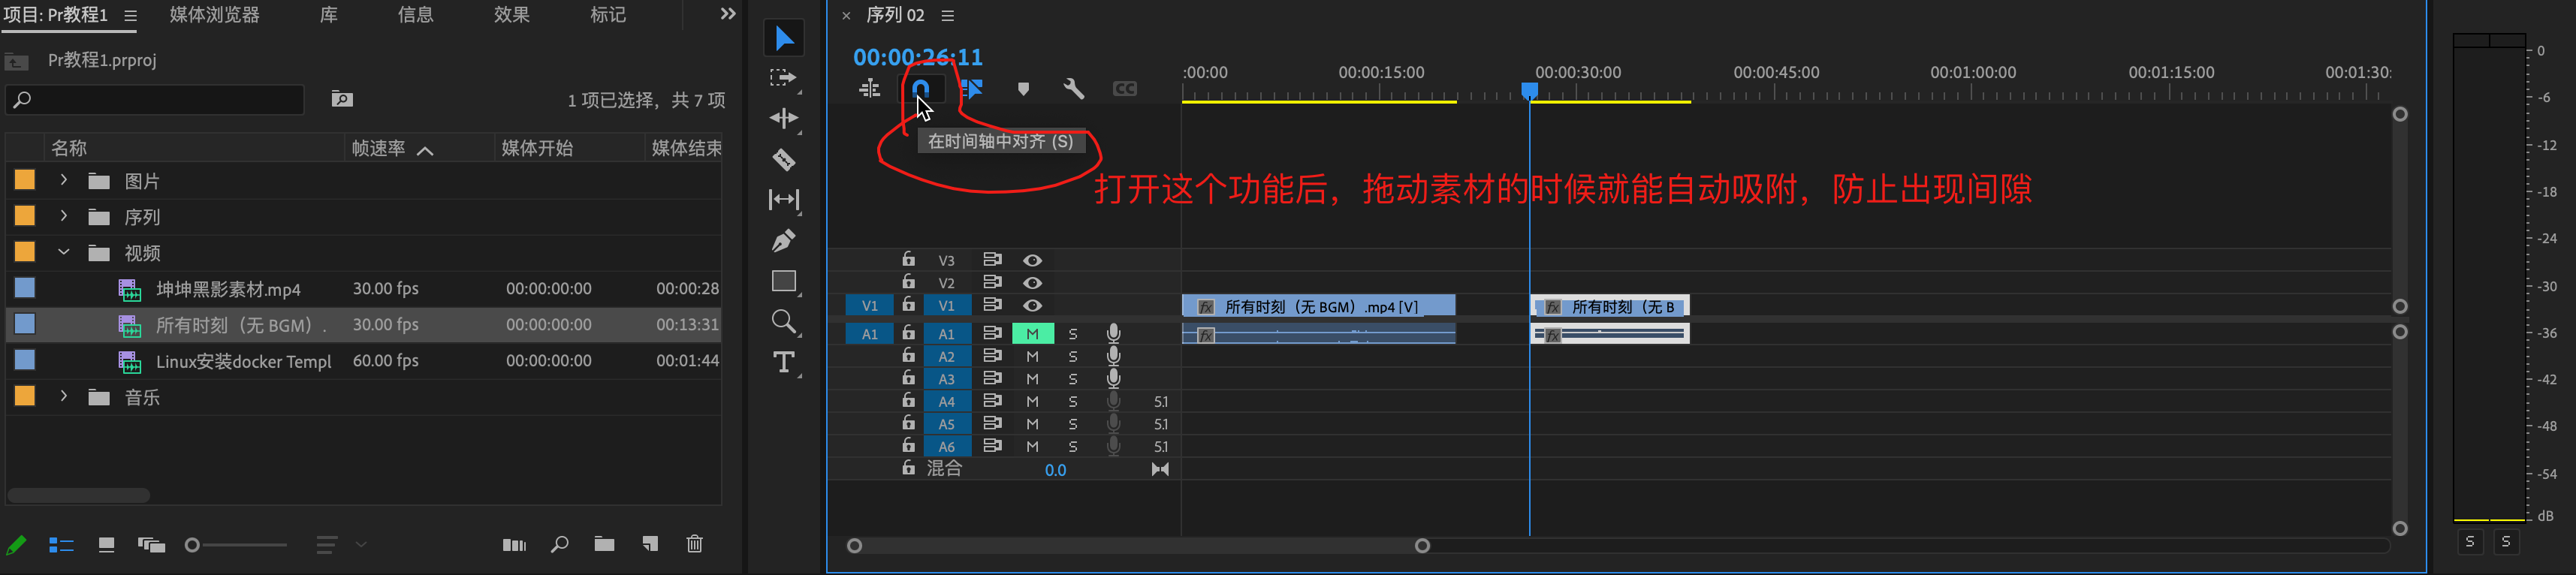 项目: Pr教程1
媒体浏览器
库
信息
效果
标记
Pr教程1.prproj
1 项已选择，共 7 项
名称
帧速率
媒体开始
媒体结束
图片
序列
视频
坤坤黑影素材.mp4 30.00 fps 00:00:00:00 00:00:28
所有时刻（无 BGM）. 30.00 fps 00:00:00:00 00:13:31
Linux安装docker Templ 60.00 fps 00:00:00:00 00:01:44
音乐
T
× 序列 02
00:00:26:11
CC
在时间轴中对齐 (S)
:00:00 00:00:15:00 00:00:30:00 00:00:45:00 00:01:00:00 00:01:15:00 00:01:30:
打开这个功能后，拖动素材的时候就能自动吸附，防止出现间隙
V3
V2
V1 V1 fx 所有时刻（无 BGM）.mp4 [V] fx 所有时刻（无 B
A1 A1 M S fx fx
A2 M S
A3 M S
A4 M S 5.1
A5 M S 5.1
A6 M S 5.1
混合 0.0
0
-6
-12
-18
-24
-30
-36
-42
-48
-54
dB
S S